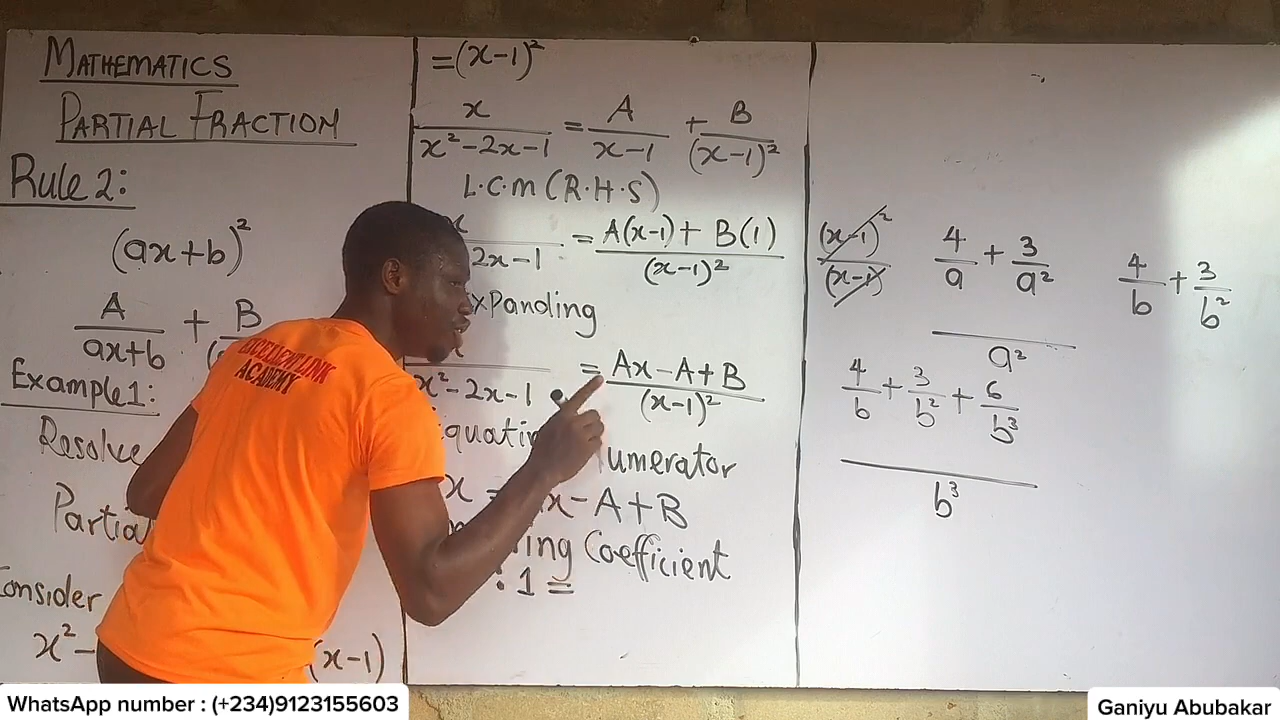 MATHEMATICS
PARTIAL FRACTION
Rule 2:
(ax+b)²
A/(ax+b) + B
Example 1:
Resolve
Partia
Consider
x²-
(x-1)
=(x-1)²
x/(x²-2x-1) = A/(x-1) + B/(x-1)²
L.C.M (R.H.S)
2x-1 = A(x-1)+ B(1)/(x-1)²
xPanding
x²-2x-1 = Ax-A+B/(x-1)²
Equatin umerator
x = x-A+B
ring Coefficient
: 1 =
(x-1)²/(x-1)
4/a + 3/a²
a²
4/b + 3/b²
4/b + 3/b² + 6/b³
b³
EXCELLENT LINK
ACADEMY
WhatsApp number : (+234)9123155603
Ganiyu Abubakar